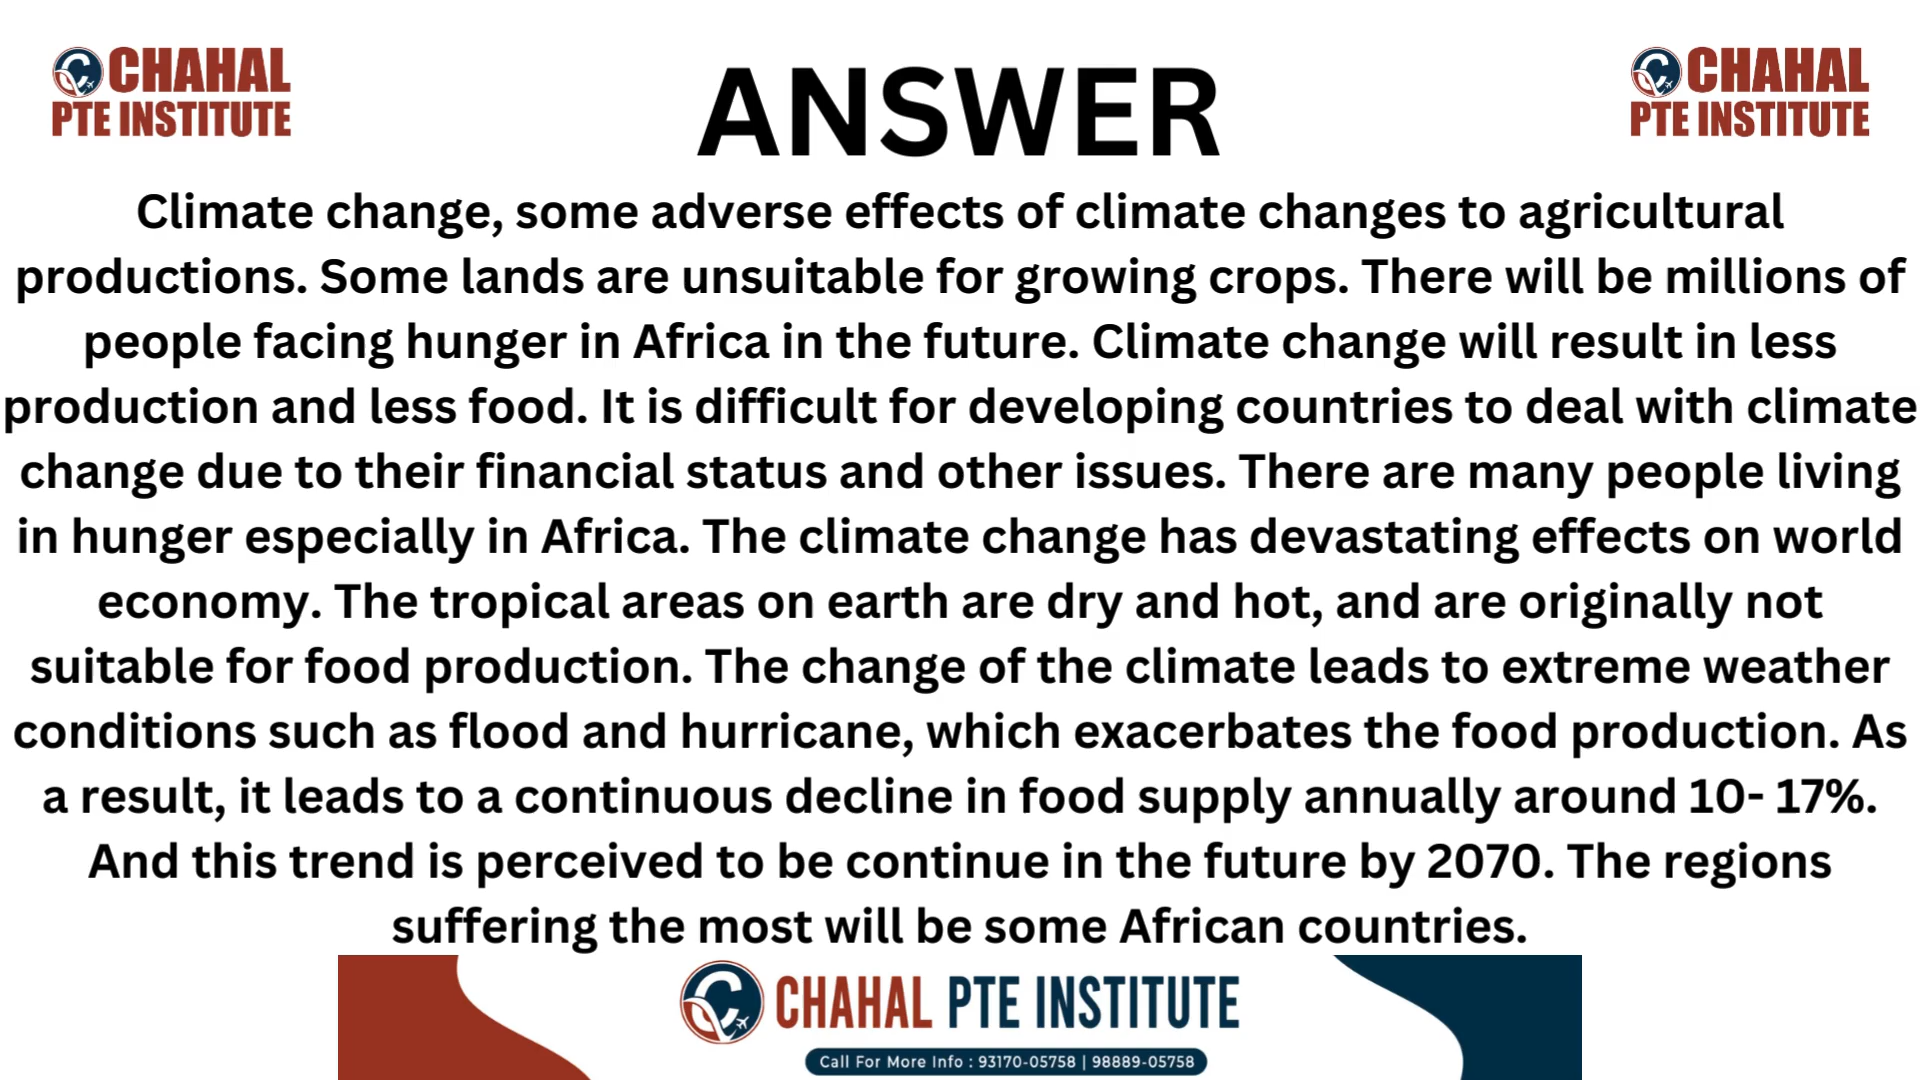 CHAHAL
PTE INSTITUTE
ANSWER
CHAHAL
PTE INSTITUTE
Climate change, some adverse effects of climate changes to agricultural
productions. Some lands are unsuitable for growing crops. There will be millions of
people facing hunger in Africa in the future. Climate change will result in less
production and less food. It is difficult for developing countries to deal with climate
change due to their financial status and other issues. There are many people living
in hunger especially in Africa. The climate change has devastating effects on world
economy. The tropical areas on earth are dry and hot, and are originally not
suitable for food production. The change of the climate leads to extreme weather
conditions such as flood and hurricane, which exacerbates the food production. As
a result, it leads to a continuous decline in food supply annually around 10- 17%.
And this trend is perceived to be continue in the future by 2070. The regions
suffering the most will be some African countries.
CHAHAL PTE INSTITUTE
Call For More Info : 93170-05758 | 98889-05758